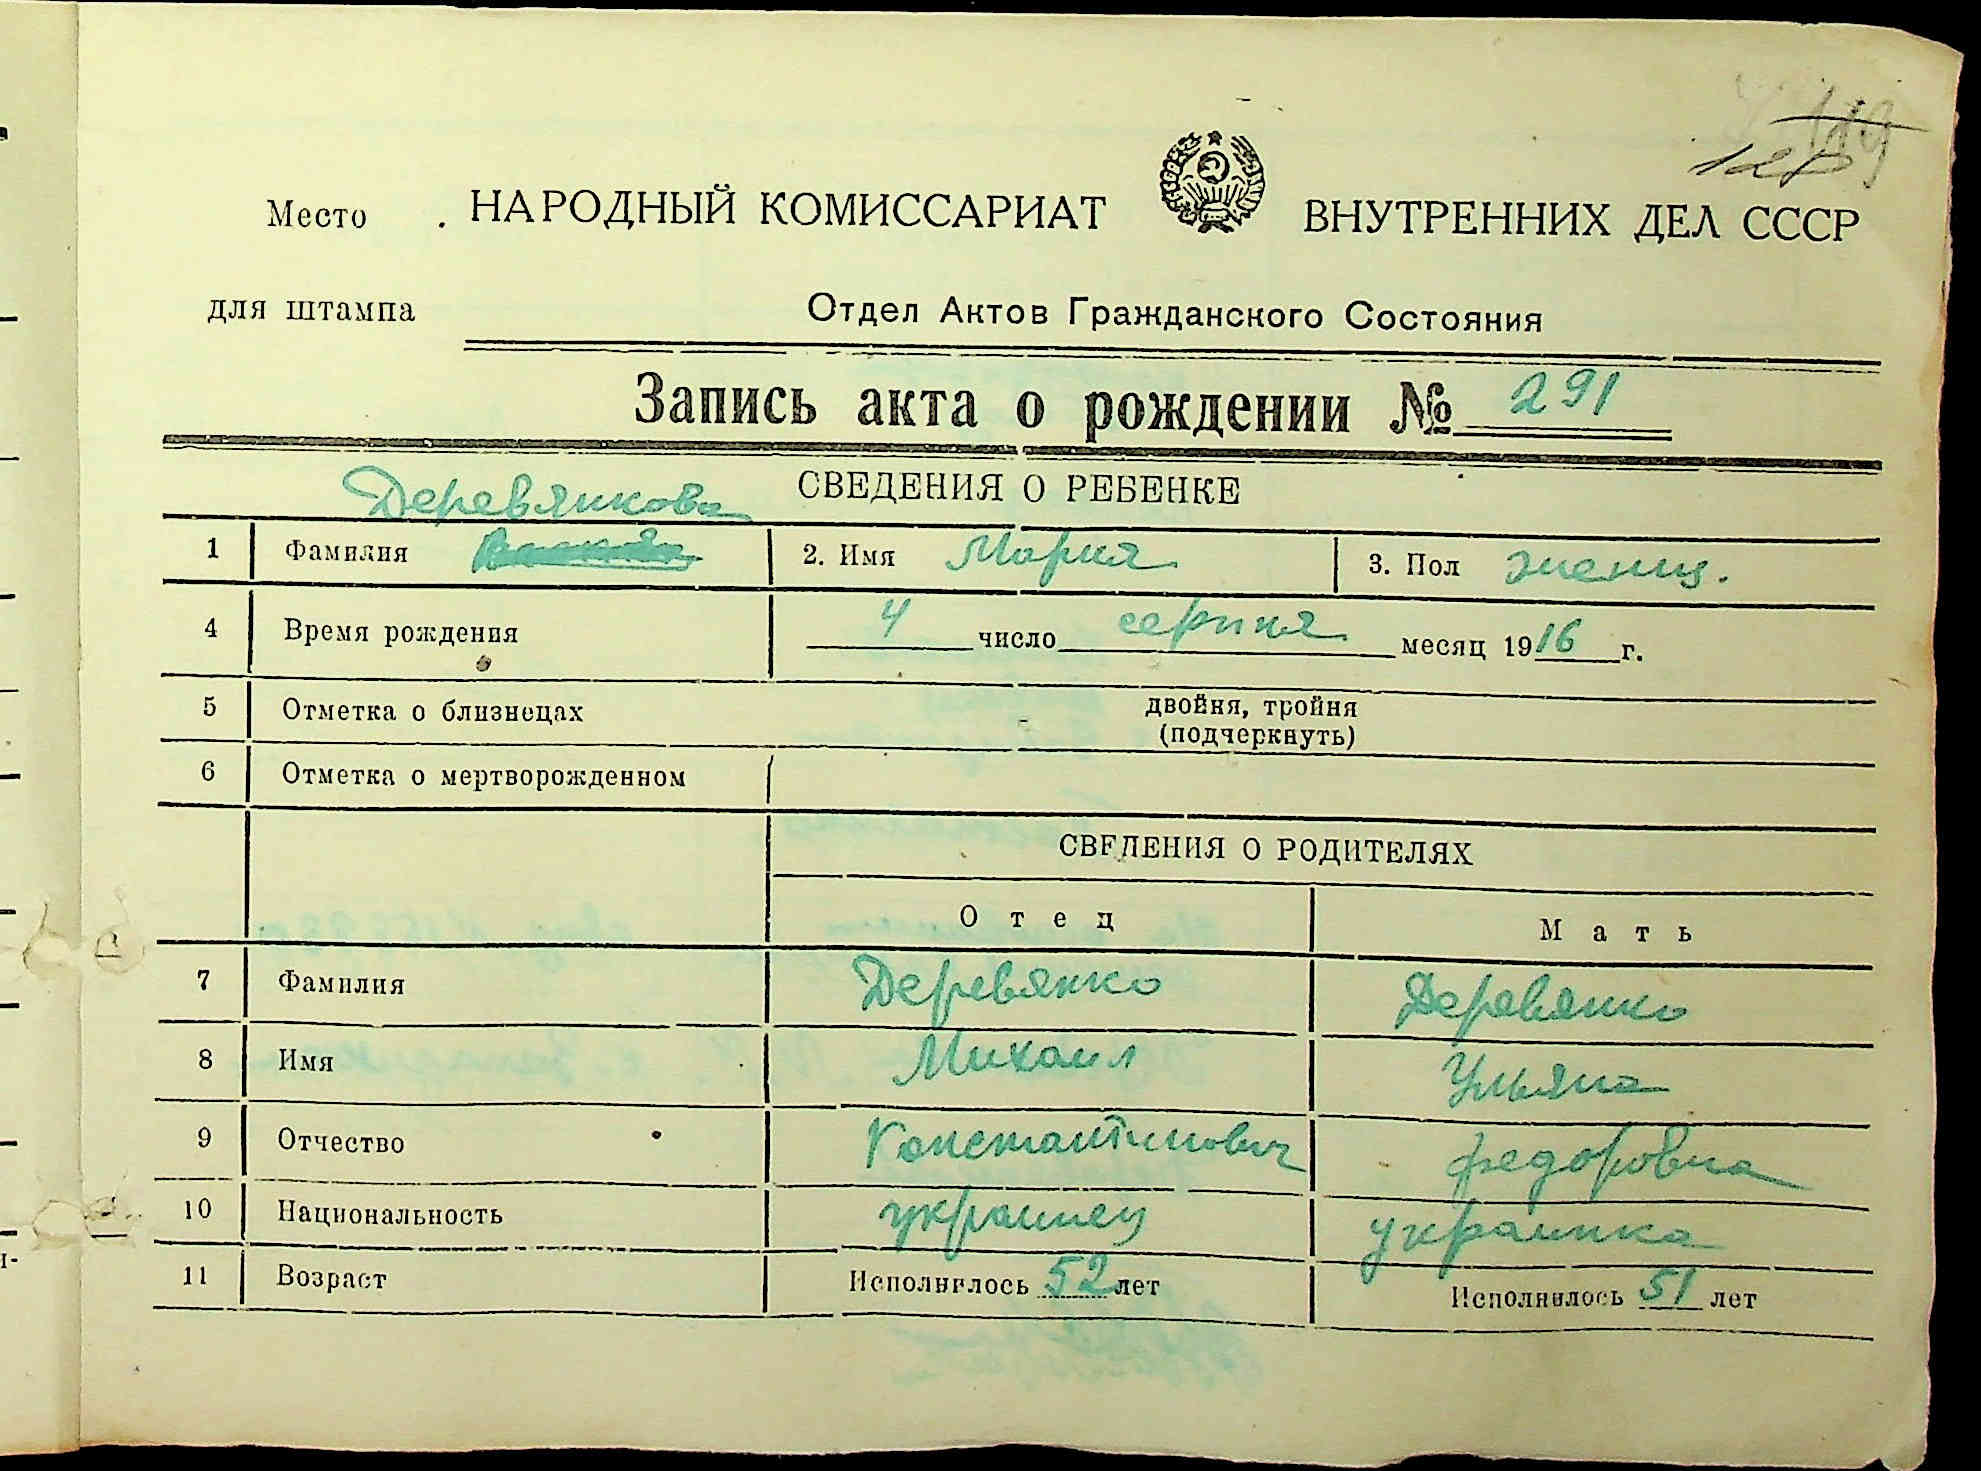 119
120
Место . НАРОДНЫЙ КОМИССАРИАТ ВНУТРЕННИХ ДЕЛ СССР
для штампа Отдел Актов Гражданского Состояния
Запись акта о рождении № 291
СВЕДЕНИЯ О РЕБЕНКЕ
Деревянкова
1 Фамилия 2. Имя Мария 3. Пол женщ.
4 Время рождения 4 число серпня месяц 1916 г.
5 Отметка о близнецах двойня, тройня
(подчеркнуть)
6 Отметка о мертворожденном
СВЕДЕНИЯ О РОДИТЕЛЯХ
Отец Мать
7 Фамилия Деревянко Деревянко
8 Имя Михаил Ульяна
9 Отчество Константинович Федоровна
10 Национальность украинец украинка
11 Возраст Исполнилось 52 лет Исполнилось 51 лет